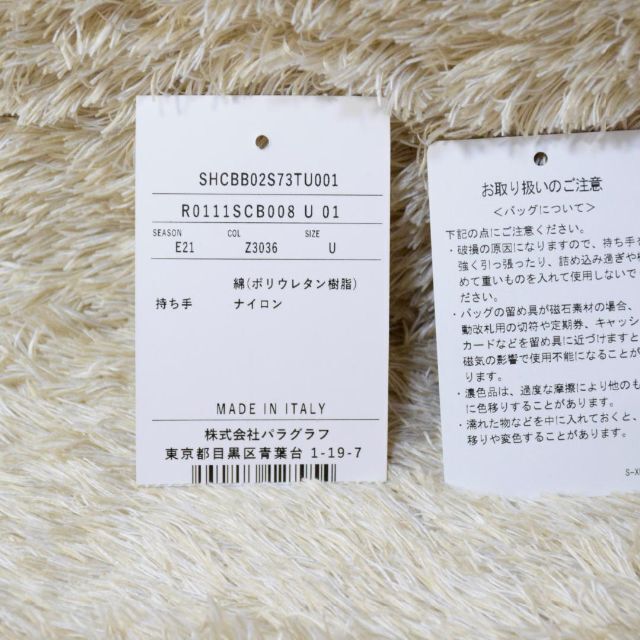 SHCBB02S73TU001
R0111SCB008 U 01
SEASON COL SIZE
E21 Z3036 U
綿(ポリウレタン樹脂)
持ち手 ナイロン
MADE IN ITALY
株式会社パラグラフ
東京都目黒区青葉台 1-19-7
お取り扱いのご注意
<バッグについて>
下記の点にご注意ください。
・破損の原因になりますので、持ち手を
強く引っ張ったり、詰め込み過ぎや
めて重いものを入れて使用しないで
ださい。
・バッグの留め具が磁石素材の場合、
動改札用の切符や定期券、キャッシ
カードなどを留め具に近づけますと
磁気の影響で使用不能になることが
ります。
・濃色品は、過度な摩擦により他のも
に色移りすることがあります。
・濡れた物などを中に入れておくと、
移りや変色することがあります。